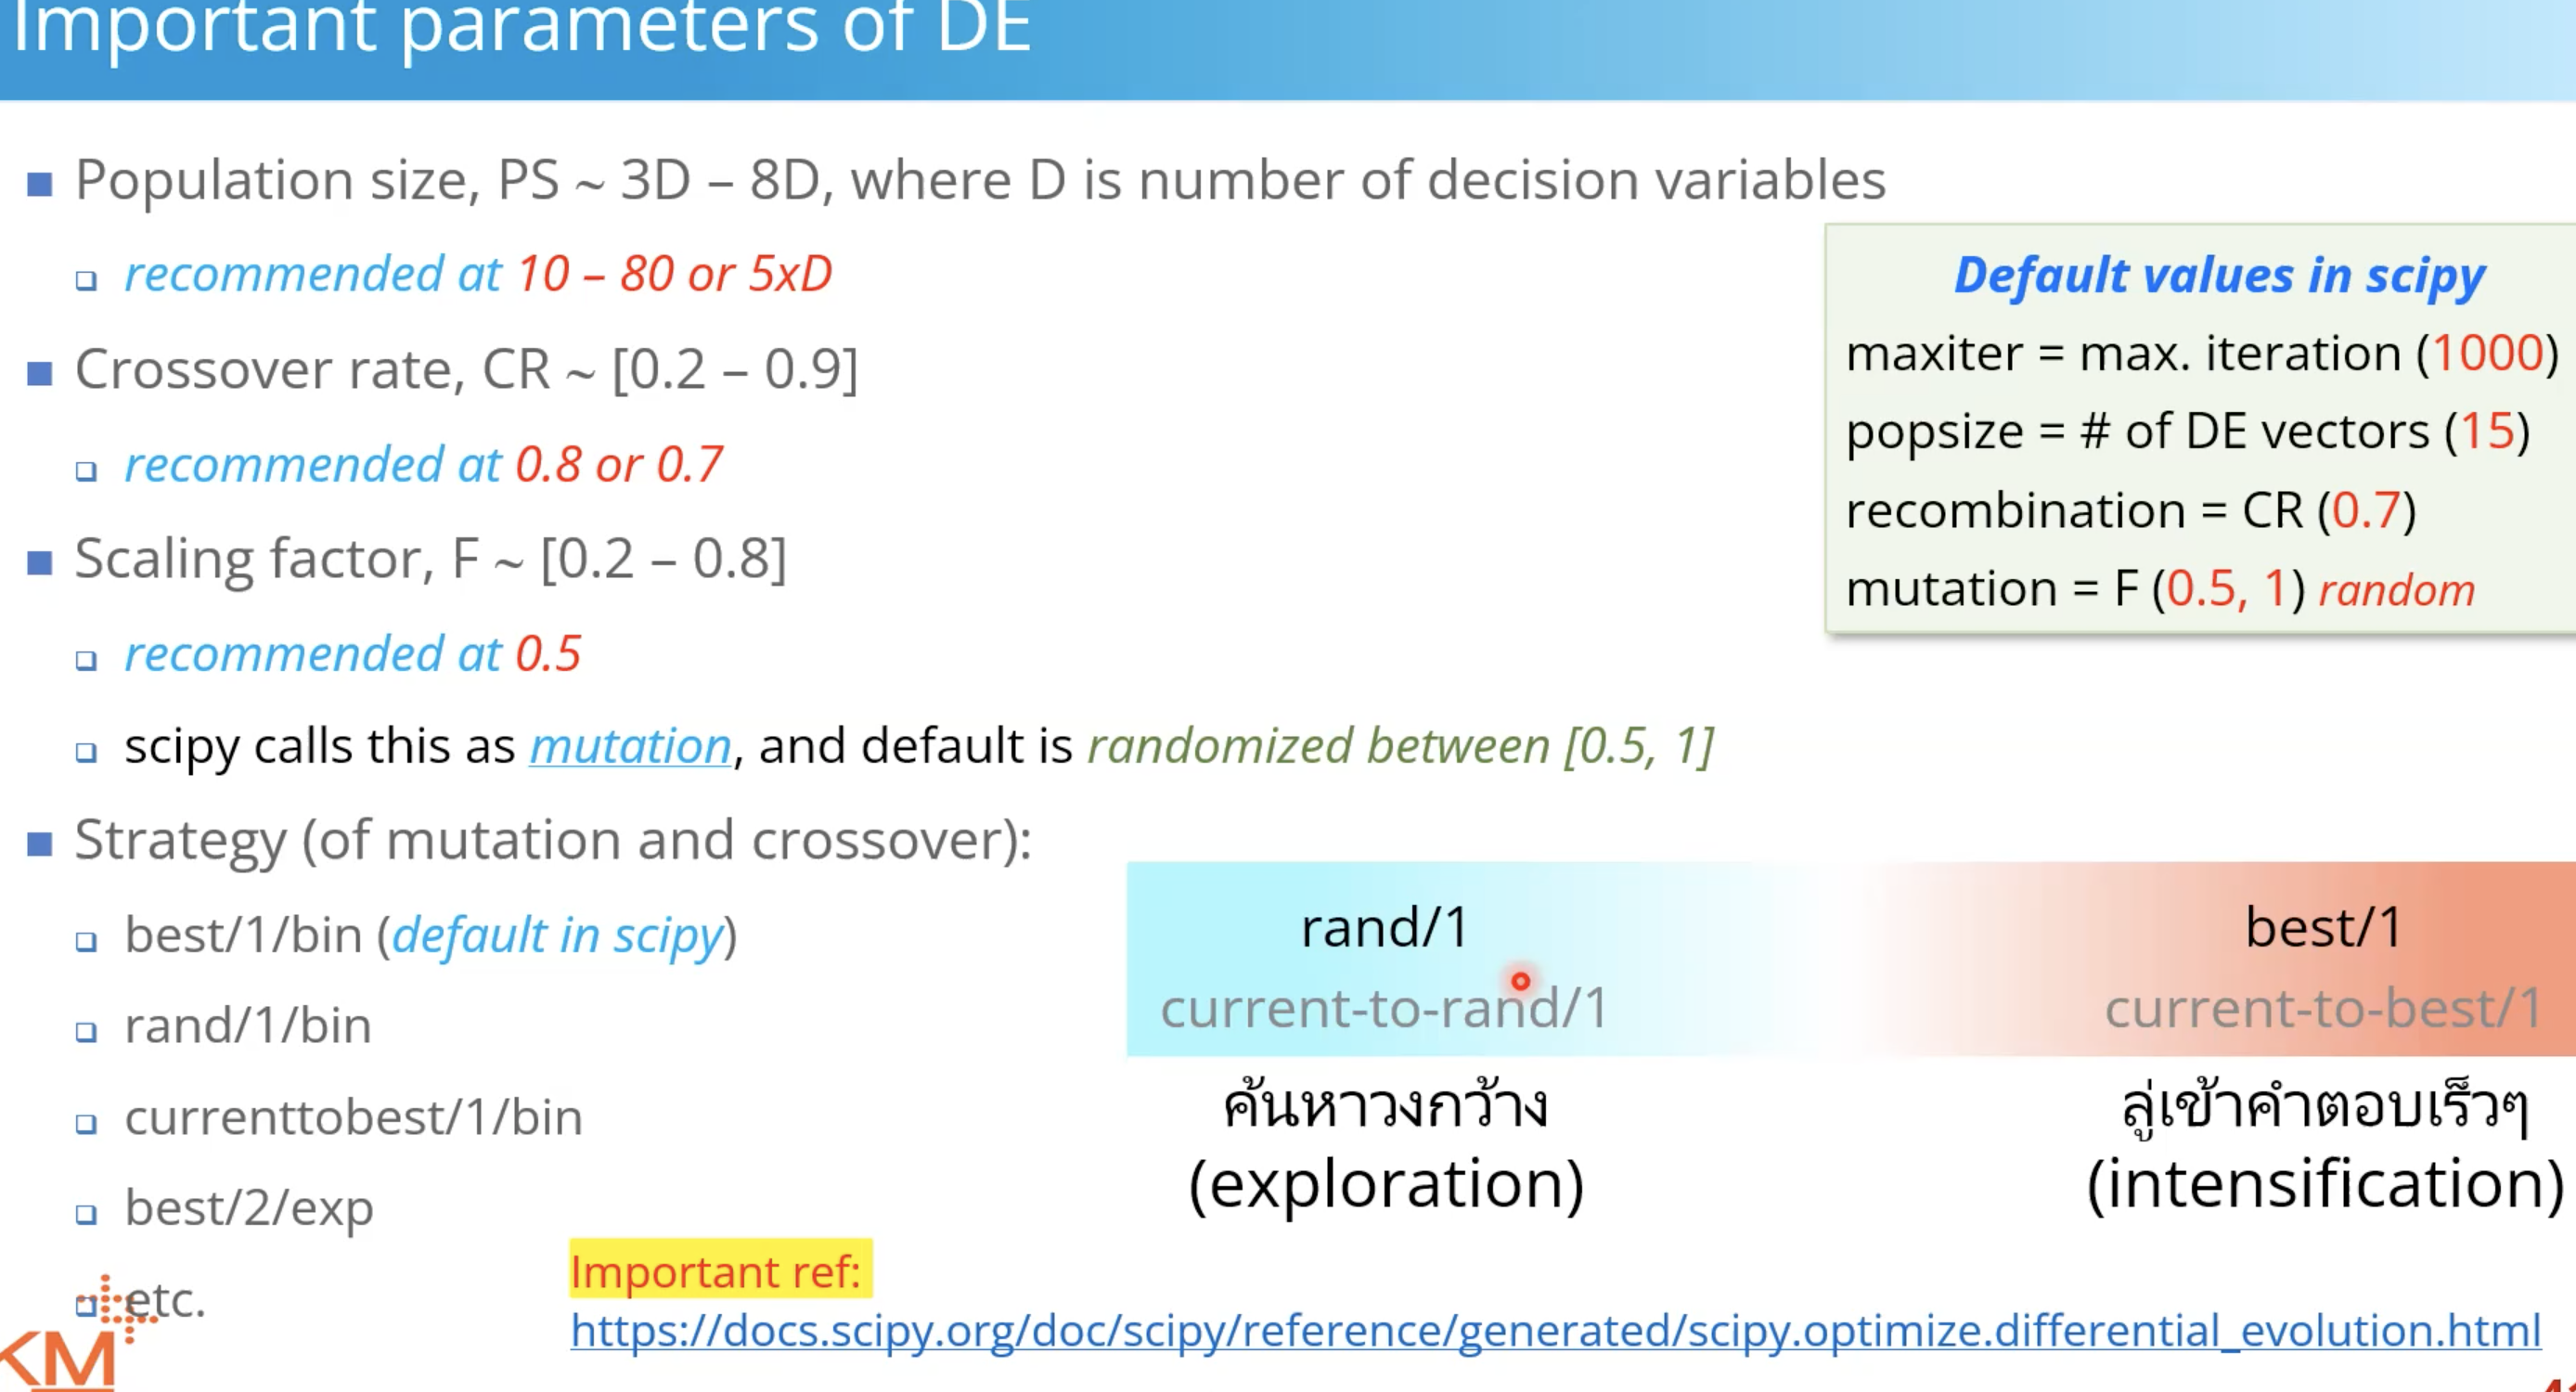 Important parameters of DE
Population size, PS ~ 3D – 8D, where D is number of decision variables
recommended at 10 – 80 or 5xD
Crossover rate, CR ~ [0.2 – 0.9]
recommended at 0.8 or 0.7
Scaling factor, F ~ [0.2 – 0.8]
recommended at 0.5
scipy calls this as mutation, and default is randomized between [0.5, 1]
Default values in scipy
maxiter = max. iteration (1000)
popsize = # of DE vectors (15)
recombination = CR (0.7)
mutation = F (0.5, 1) random
Strategy (of mutation and crossover):
best/1/bin (default in scipy)
rand/1/bin
currenttobest/1/bin
best/2/exp
etc.
rand/1
current-to-rand/1
ค้นหาวงกว้าง
(exploration)
best/1
current-to-best/1
ลู่เข้าคำตอบเร็วๆ
(intensification)
Important ref:
https://docs.scipy.org/doc/scipy/reference/generated/scipy.optimize.differential_evolution.html
KM